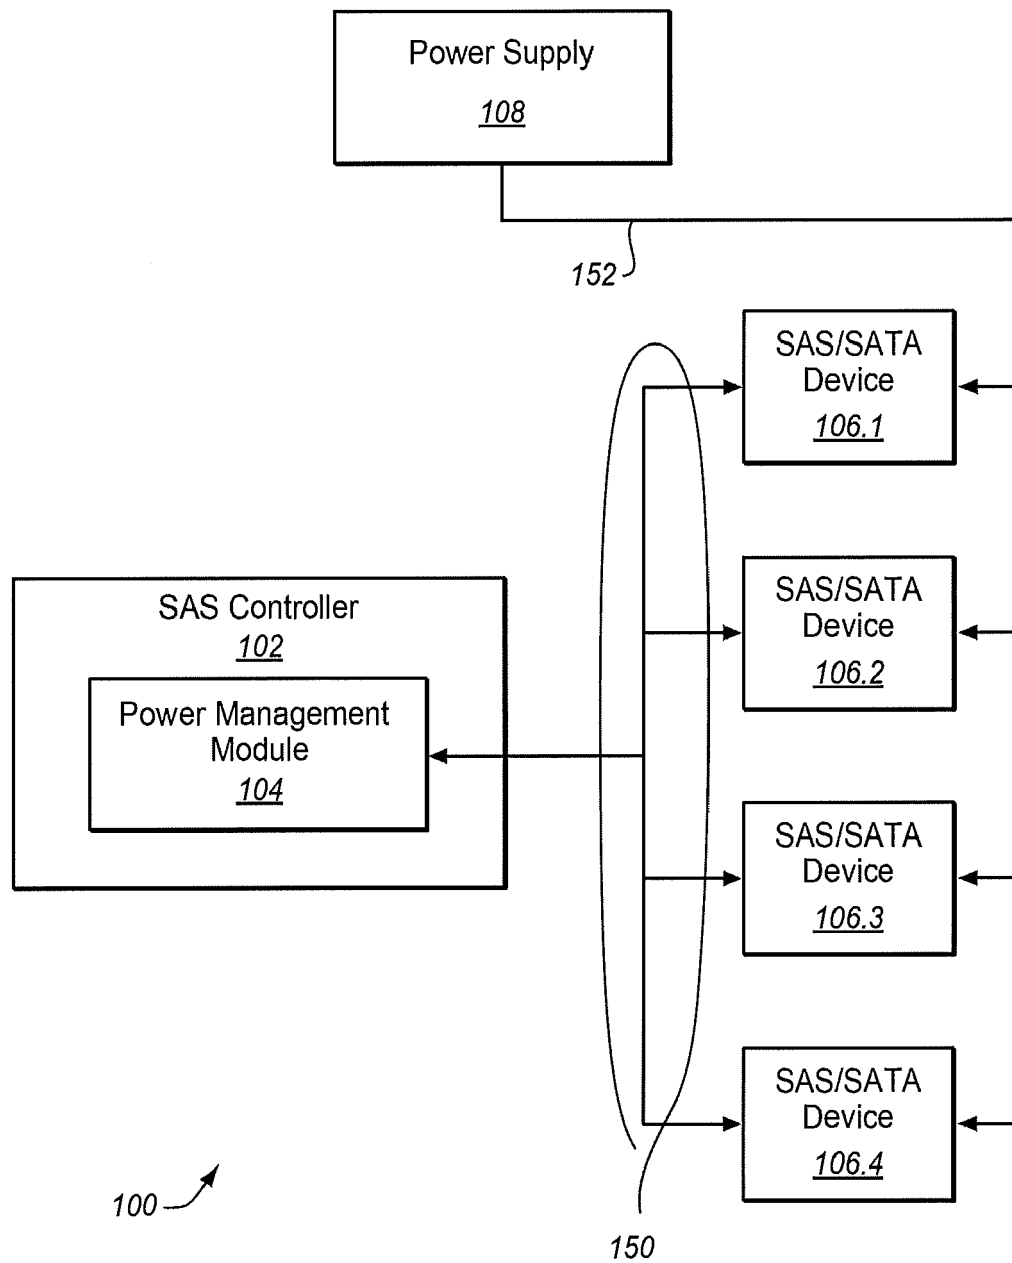 Power Supply
108
152
SAS/SATA
Device
106.1
SAS/SATA
Device
106.2
SAS Controller
102
Power Management
Module
104
SAS/SATA
Device
106.3
SAS/SATA
Device
106.4
100
150